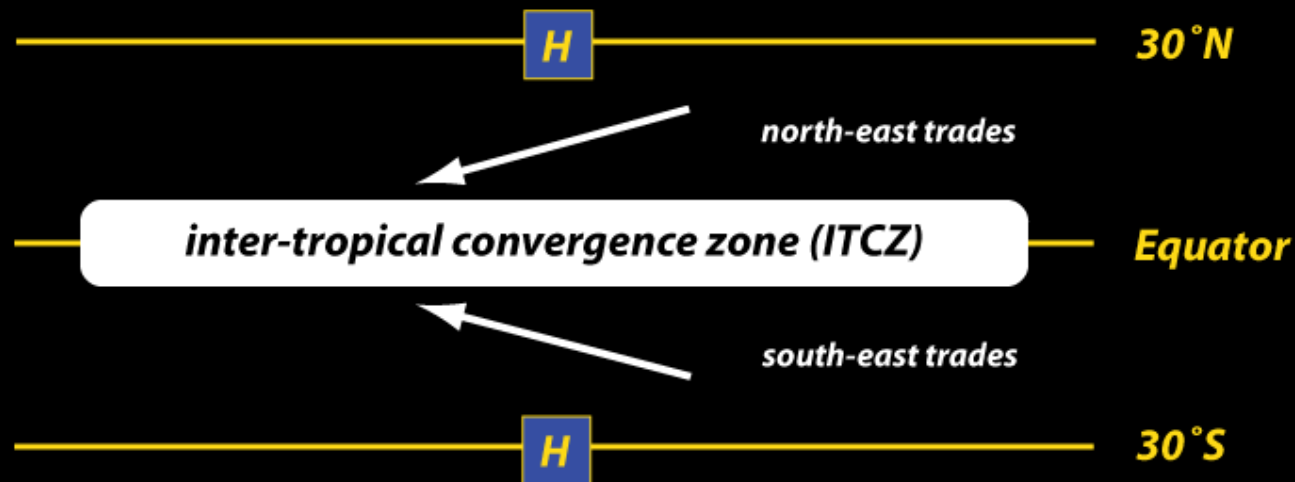 H 30°N
north-east trades
inter-tropical convergence zone (ITCZ) Equator
south-east trades
H 30°S